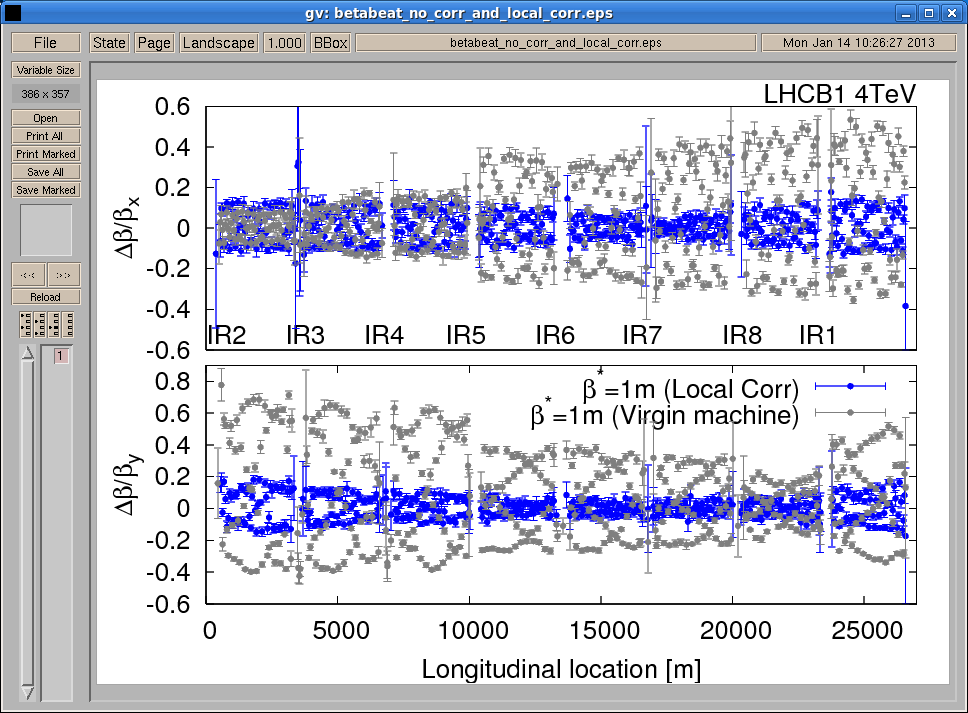 gv: betabeat_no_corr_and_local_corr.eps
File State Page Landscape 1.000 BBox betabeat_no_corr_and_local_corr.eps Mon Jan 14 10:26:27 2013
Variable Size
386 x 357
Open
Print All
Print Marked
Save All
Save Marked
<< >>
Reload
1
LHCB1 4TeV
0.6
0.4
0.2
0
-0.2
-0.4
-0.6
Δβ/βx
IR2 IR3 IR4 IR5 IR6 IR7 IR8 IR1
0.8
0.6
0.4
0.2
0
-0.2
-0.4
-0.6
Δβ/βy
β*=1m (Local Corr)
β*=1m (Virgin machine)
0 5000 10000 15000 20000 25000
Longitudinal location [m]